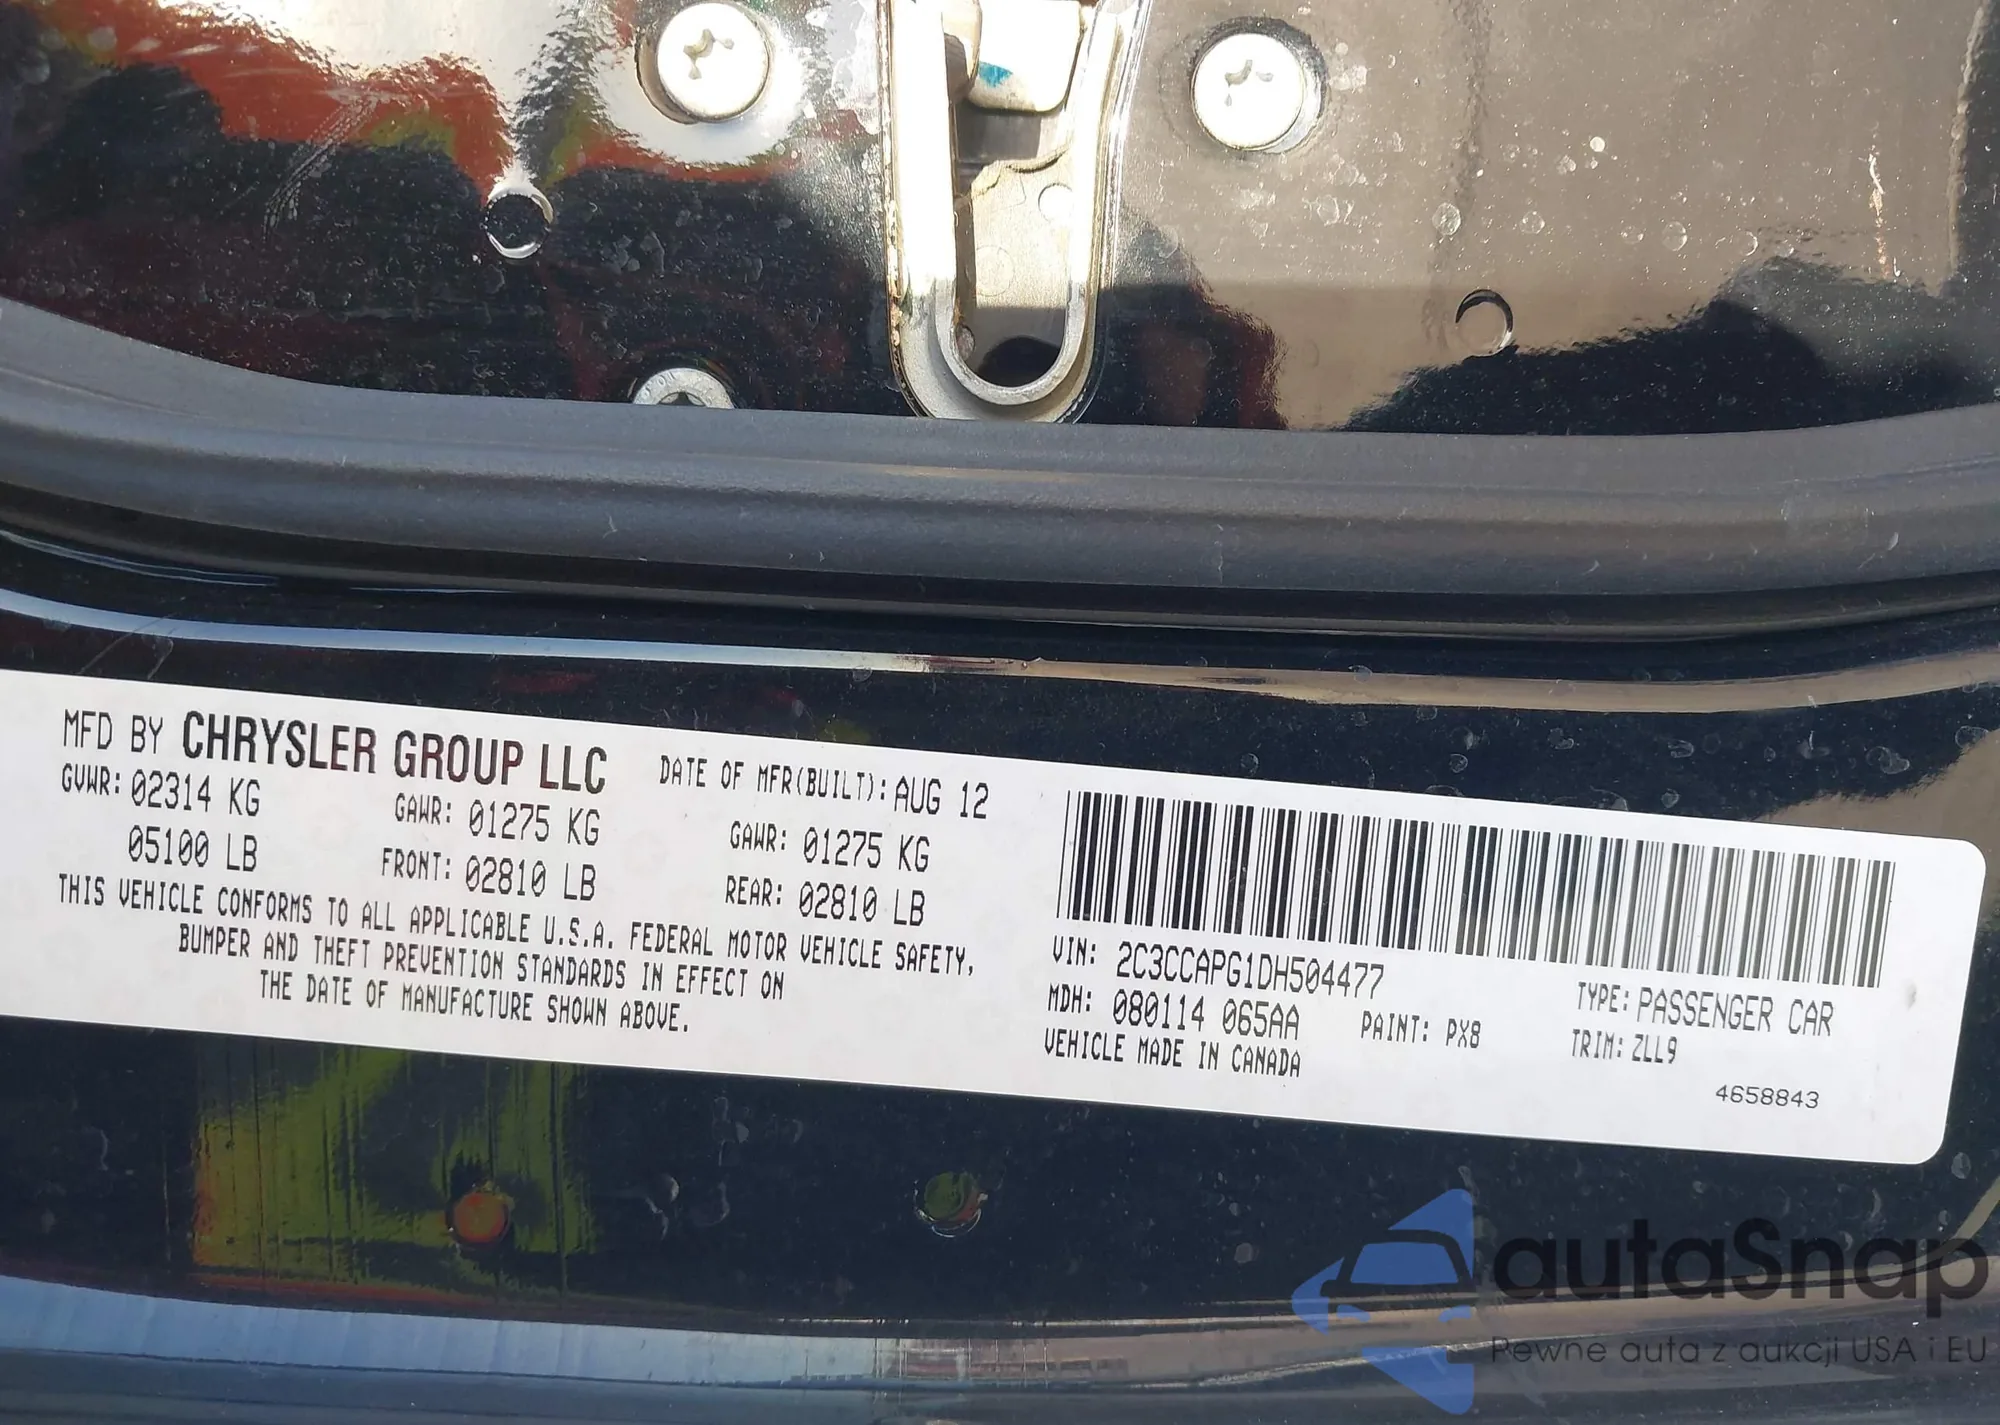 MFD BY CHRYSLER GROUP LLC DATE OF MFR(BUILT): AUG 12
GVWR: 02314 KG GAWR: 01275 KG GAWR: 01275 KG
05100 LB FRONT: 02810 LB REAR: 02810 LB
THIS VEHICLE CONFORMS TO ALL APPLICABLE U.S.A. FEDERAL MOTOR VEHICLE SAFETY,
BUMPER AND THEFT PREVENTION STANDARDS IN EFFECT ON
THE DATE OF MANUFACTURE SHOWN ABOVE.
VIN: 2C3CCAPG1DH504477 TYPE: PASSENGER CAR
MDH: 080114 065AA PAINT: PX8 TRIM: ZLL9
VEHICLE MADE IN CANADA
4658843
autaSnap
Pewne auta z aukcji USA i EU